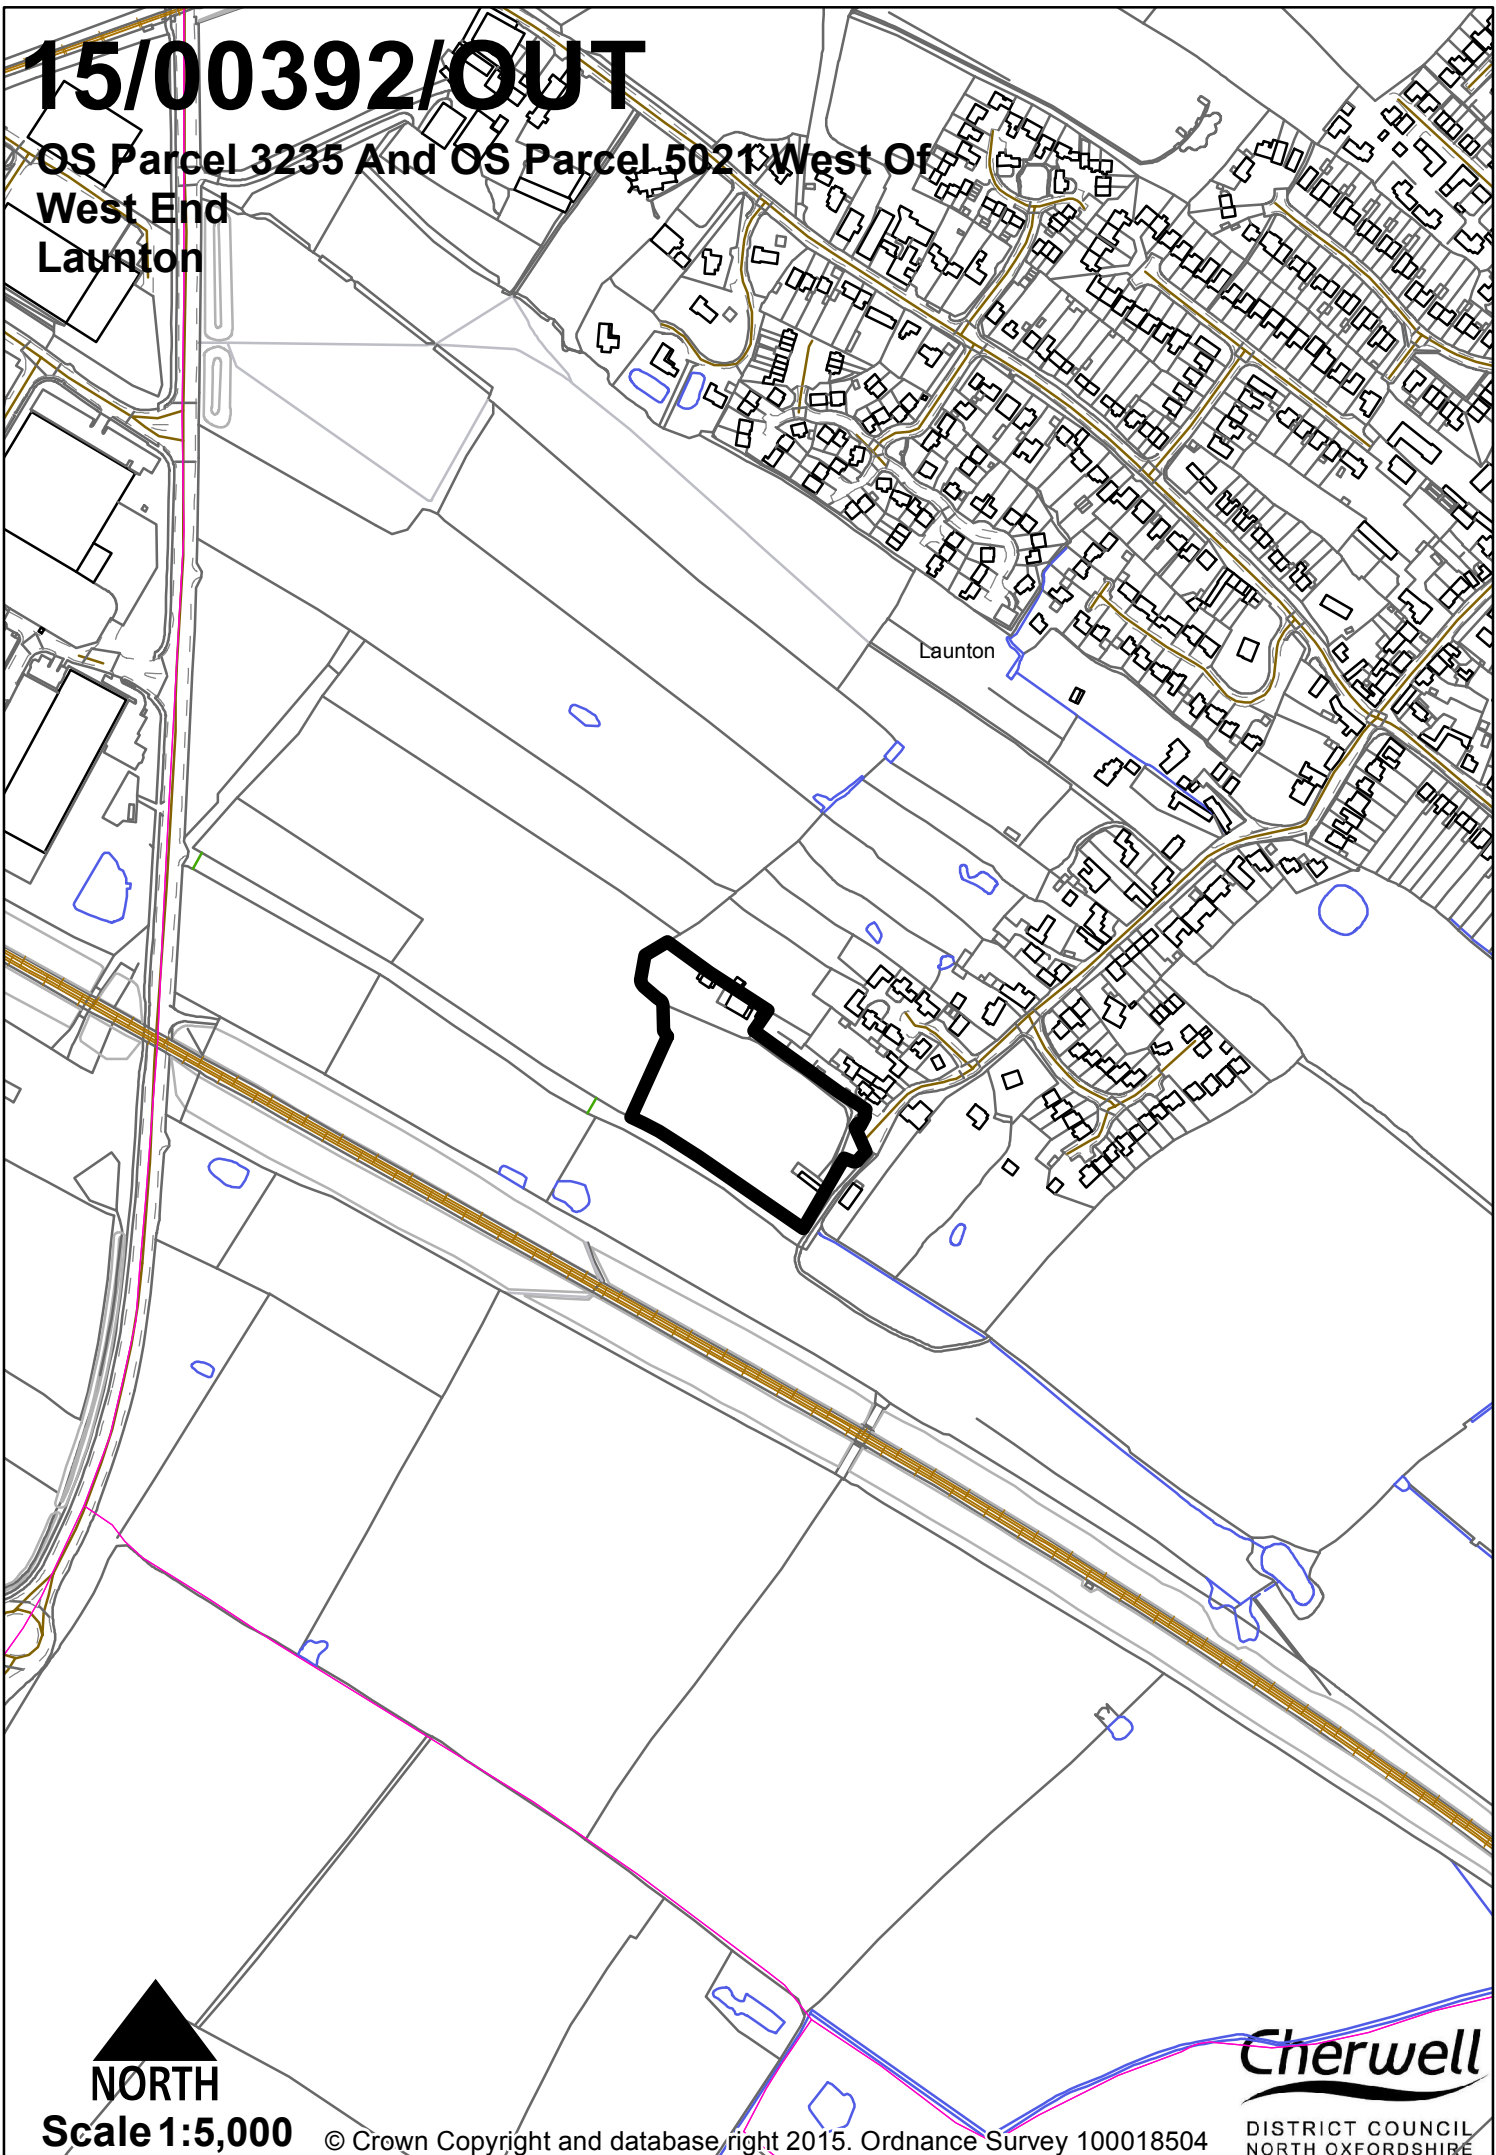 15/00392/OUT
OS Parcel 3235 And OS Parcel 5021 West Of
West End
Launton
Launton
NORTH
Scale 1:5,000
© Crown Copyright and database right 2015. Ordnance Survey 100018504
Cherwell
DISTRICT COUNCIL
NORTH OXFORDSHIRE